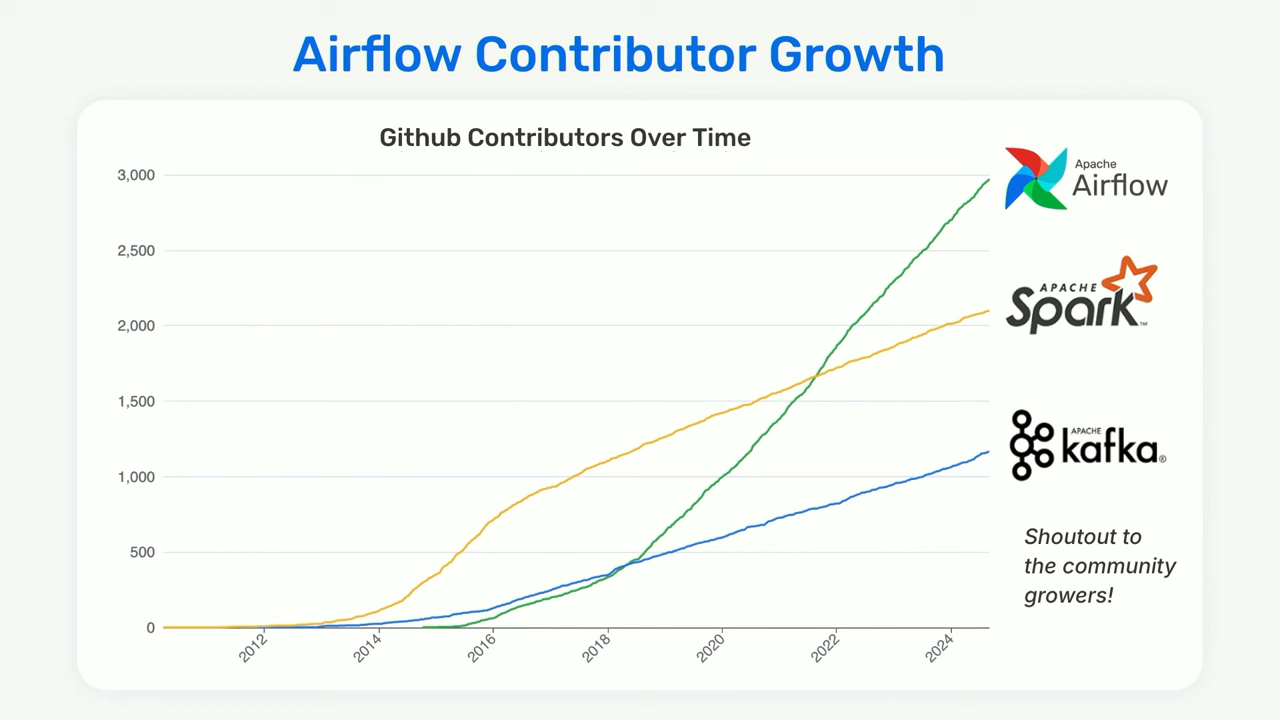 Airflow Contributor Growth
Github Contributors Over Time
3,000
2,500
2,000
1,500
1,000
500
0
2012
2014
2016
2018
2020
2022
2024
Apache
Airflow
APACHE
Spark™
APACHE
kafka®
Shoutout to
the community
growers!